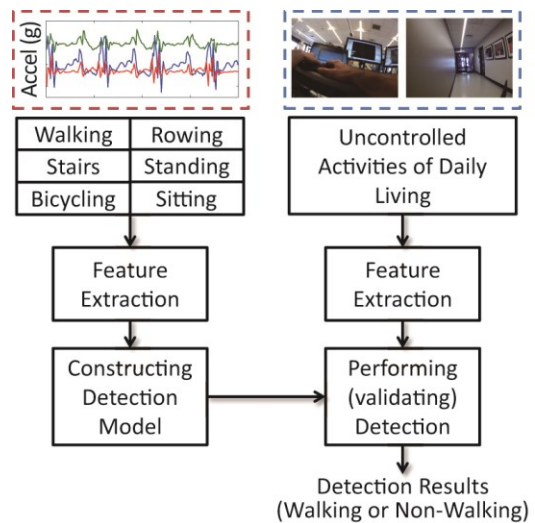 Accel (g)
Walking Rowing
Stairs Standing
Bicycling Sitting
Feature
Extraction
Constructing
Detection
Model
Uncontrolled
Activities of Daily
Living
Feature
Extraction
Performing
(validating)
Detection
Detection Results
(Walking or Non-Walking)